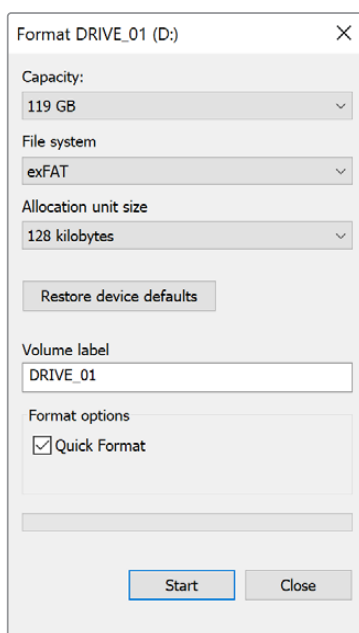 Format DRIVE_01 (D:)
Capacity:
119 GB
File system
exFAT
Allocation unit size
128 kilobytes
Restore device defaults
Volume label
DRIVE_01
Format options
Quick Format
Start
Close